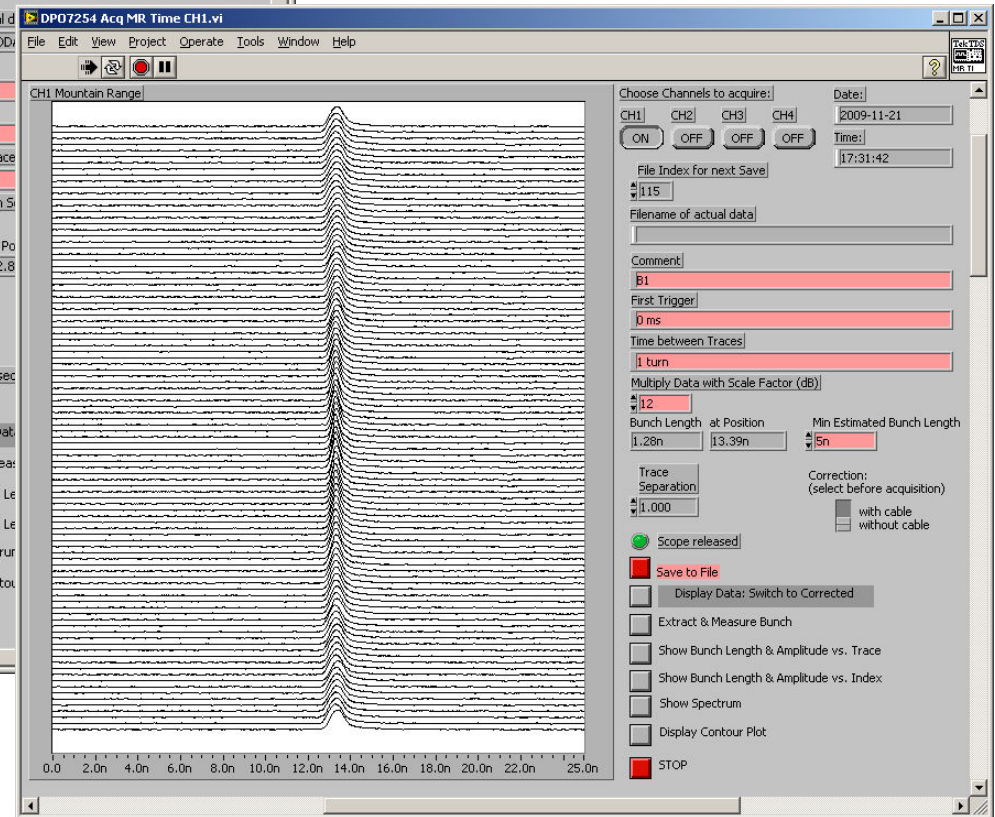 DPO7254 Acq MR Time CH1.vi
File Edit View Project Operate Tools Window Help
TekTDS
MR TI
CH1 Mountain Range
Choose Channels to acquire:
Date:
CH1 CH2 CH3 CH4
2009-11-21
ON OFF OFF OFF
Time:
17:31:42
File Index for next Save
115
Filename of actual data
Comment
B1
First Trigger
0 ms
Time between Traces
1 turn
Multiply Data with Scale Factor (dB)
12
Bunch Length at Position Min Estimated Bunch Length
1.28n 13.39n 5n
Trace
Separation
1.000
Correction:
(select before acquisition)
with cable
without cable
Scope released
Save to File
Display Data: Switch to Corrected
Extract & Measure Bunch
Show Bunch Length & Amplitude vs. Trace
Show Bunch Length & Amplitude vs. Index
Show Spectrum
Display Contour Plot
STOP
0.0 2.0n 4.0n 6.0n 8.0n 10.0n 12.0n 14.0n 16.0n 18.0n 20.0n 22.0n 25.0n